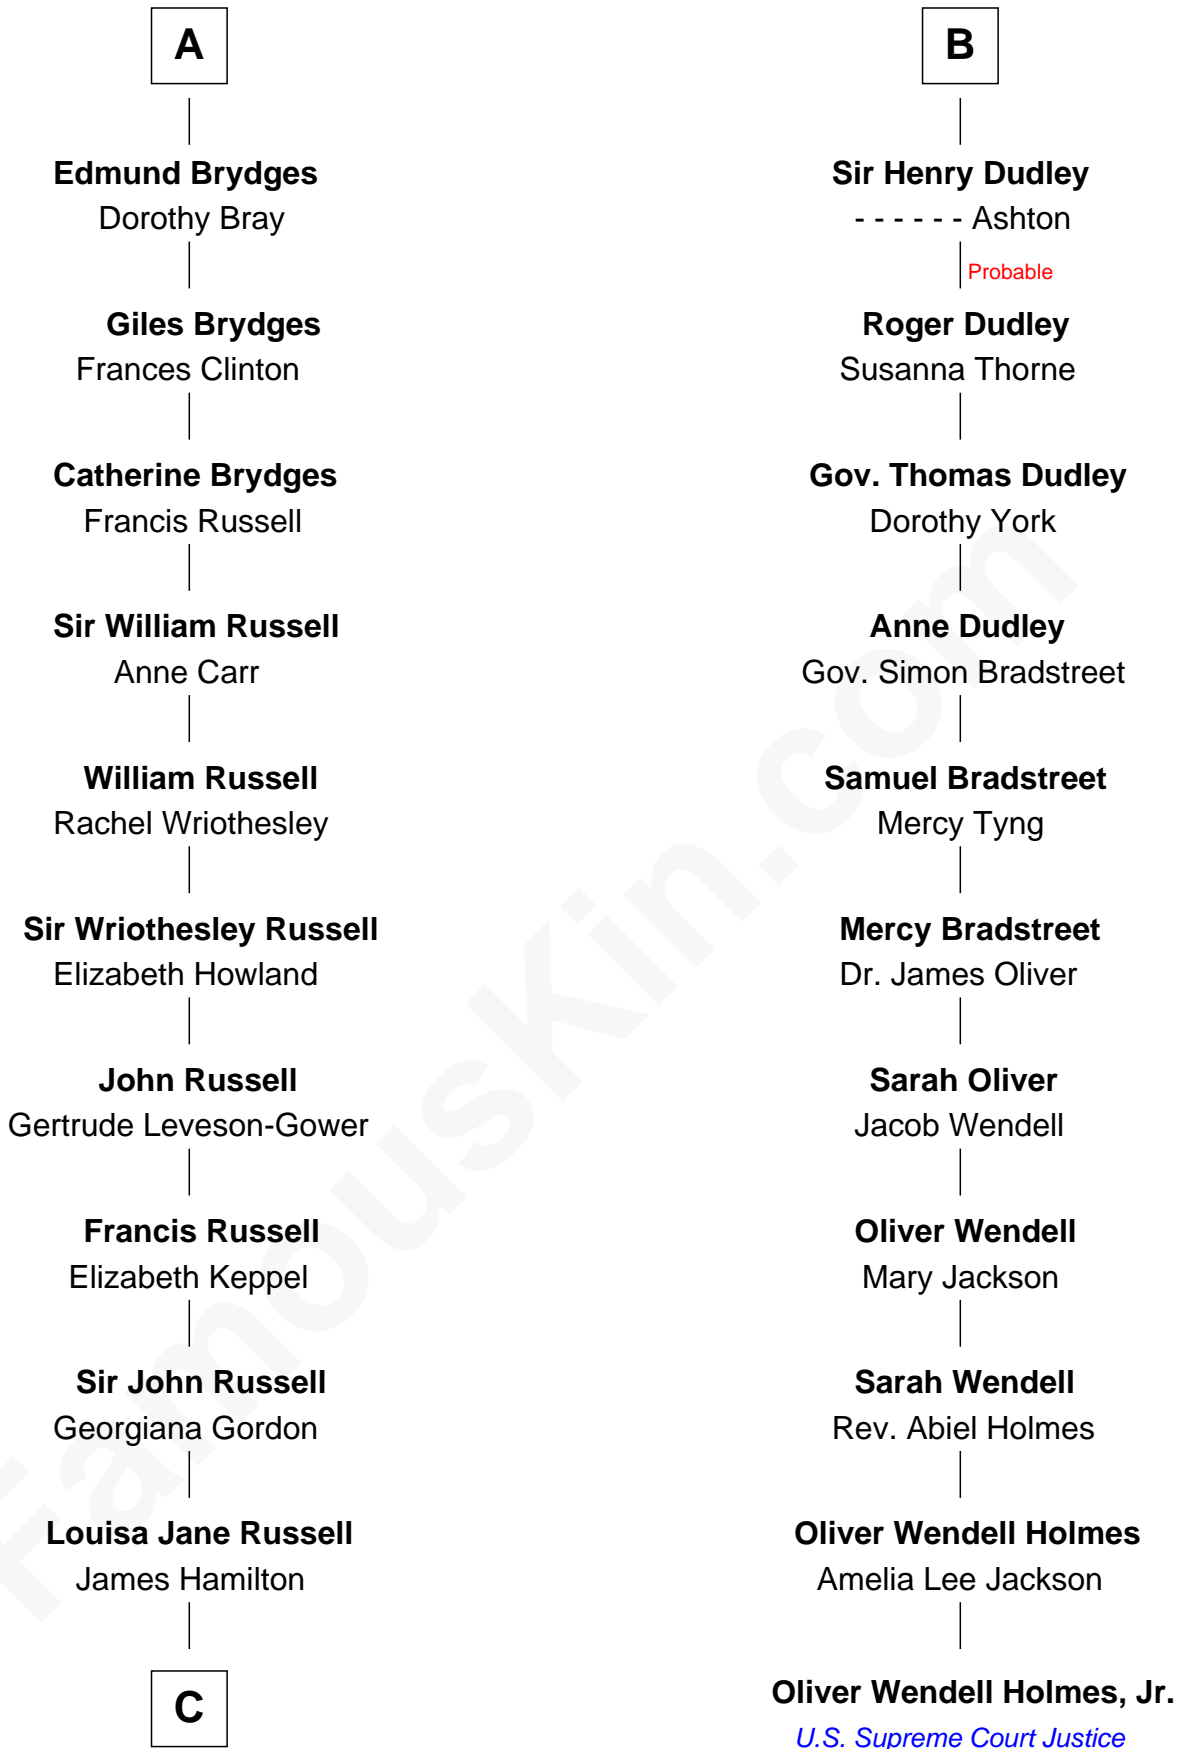 A
Edmund Brydges
Dorothy Bray
Giles Brydges
Frances Clinton
Catherine Brydges
Francis Russell
Sir William Russell
Anne Carr
William Russell
Rachel Wriothesley
Sir Wriothesley Russell
Elizabeth Howland
John Russell
Gertrude Leveson-Gower
Francis Russell
Elizabeth Keppel
Sir John Russell
Georgiana Gordon
Louisa Jane Russell
James Hamilton
C
B
Sir Henry Dudley
- - - - - - Ashton
Probable
Roger Dudley
Susanna Thorne
Gov. Thomas Dudley
Dorothy York
Anne Dudley
Gov. Simon Bradstreet
Samuel Bradstreet
Mercy Tyng
Mercy Bradstreet
Dr. James Oliver
Sarah Oliver
Jacob Wendell
Oliver Wendell
Mary Jackson
Sarah Wendell
Rev. Abiel Holmes
Oliver Wendell Holmes
Amelia Lee Jackson
Oliver Wendell Holmes, Jr.
U.S. Supreme Court Justice
FamousKin.com